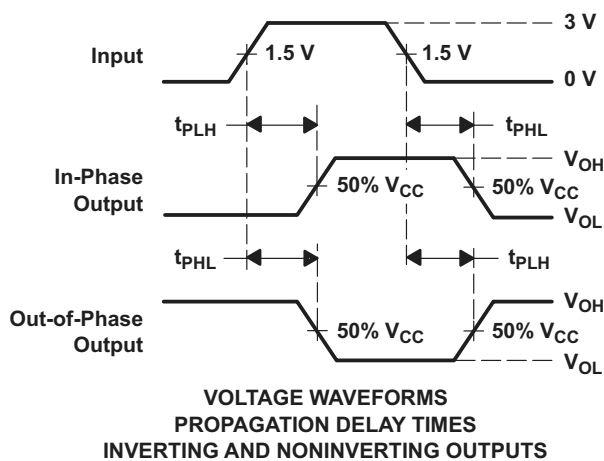 3 V
Input
1.5 V
1.5 V
0 V
tPLH
tPHL
VOH
In-Phase
Output
50% VCC
50% VCC
VOL
tPHL
tPLH
VOH
Out-of-Phase
Output
50% VCC
50% VCC
VOL
VOLTAGE WAVEFORMS
PROPAGATION DELAY TIMES
INVERTING AND NONINVERTING OUTPUTS